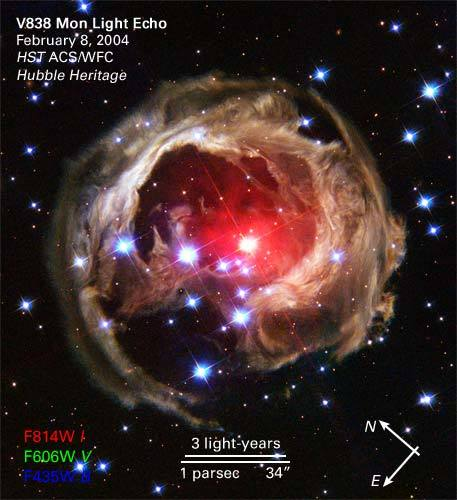 V838 Mon Light Echo
February 8, 2004
HST ACS/WFC
Hubble Heritage
F814W I
F606W V
F435W B
3 light-years
1 parsec 34″
N
E